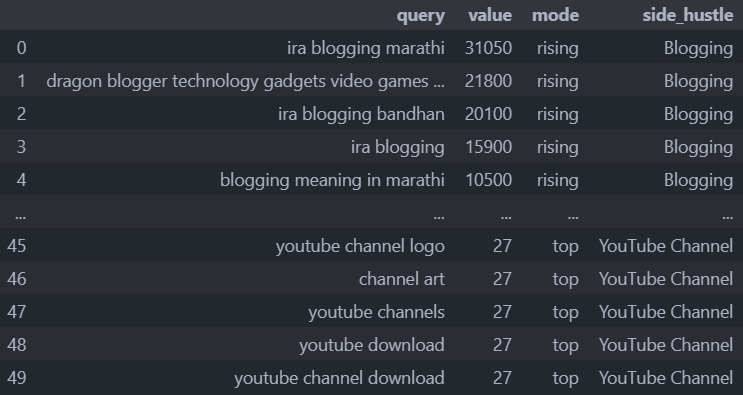 query value mode side_hustle
0 ira blogging marathi 31050 rising Blogging
1 dragon blogger technology gadgets video games ... 21800 rising Blogging
2 ira blogging bandhan 20100 rising Blogging
3 ira blogging 15900 rising Blogging
4 blogging meaning in marathi 10500 rising Blogging
... ... ... ... ...
45 youtube channel logo 27 top YouTube Channel
46 channel art 27 top YouTube Channel
47 youtube channels 27 top YouTube Channel
48 youtube download 27 top YouTube Channel
49 youtube channel download 27 top YouTube Channel